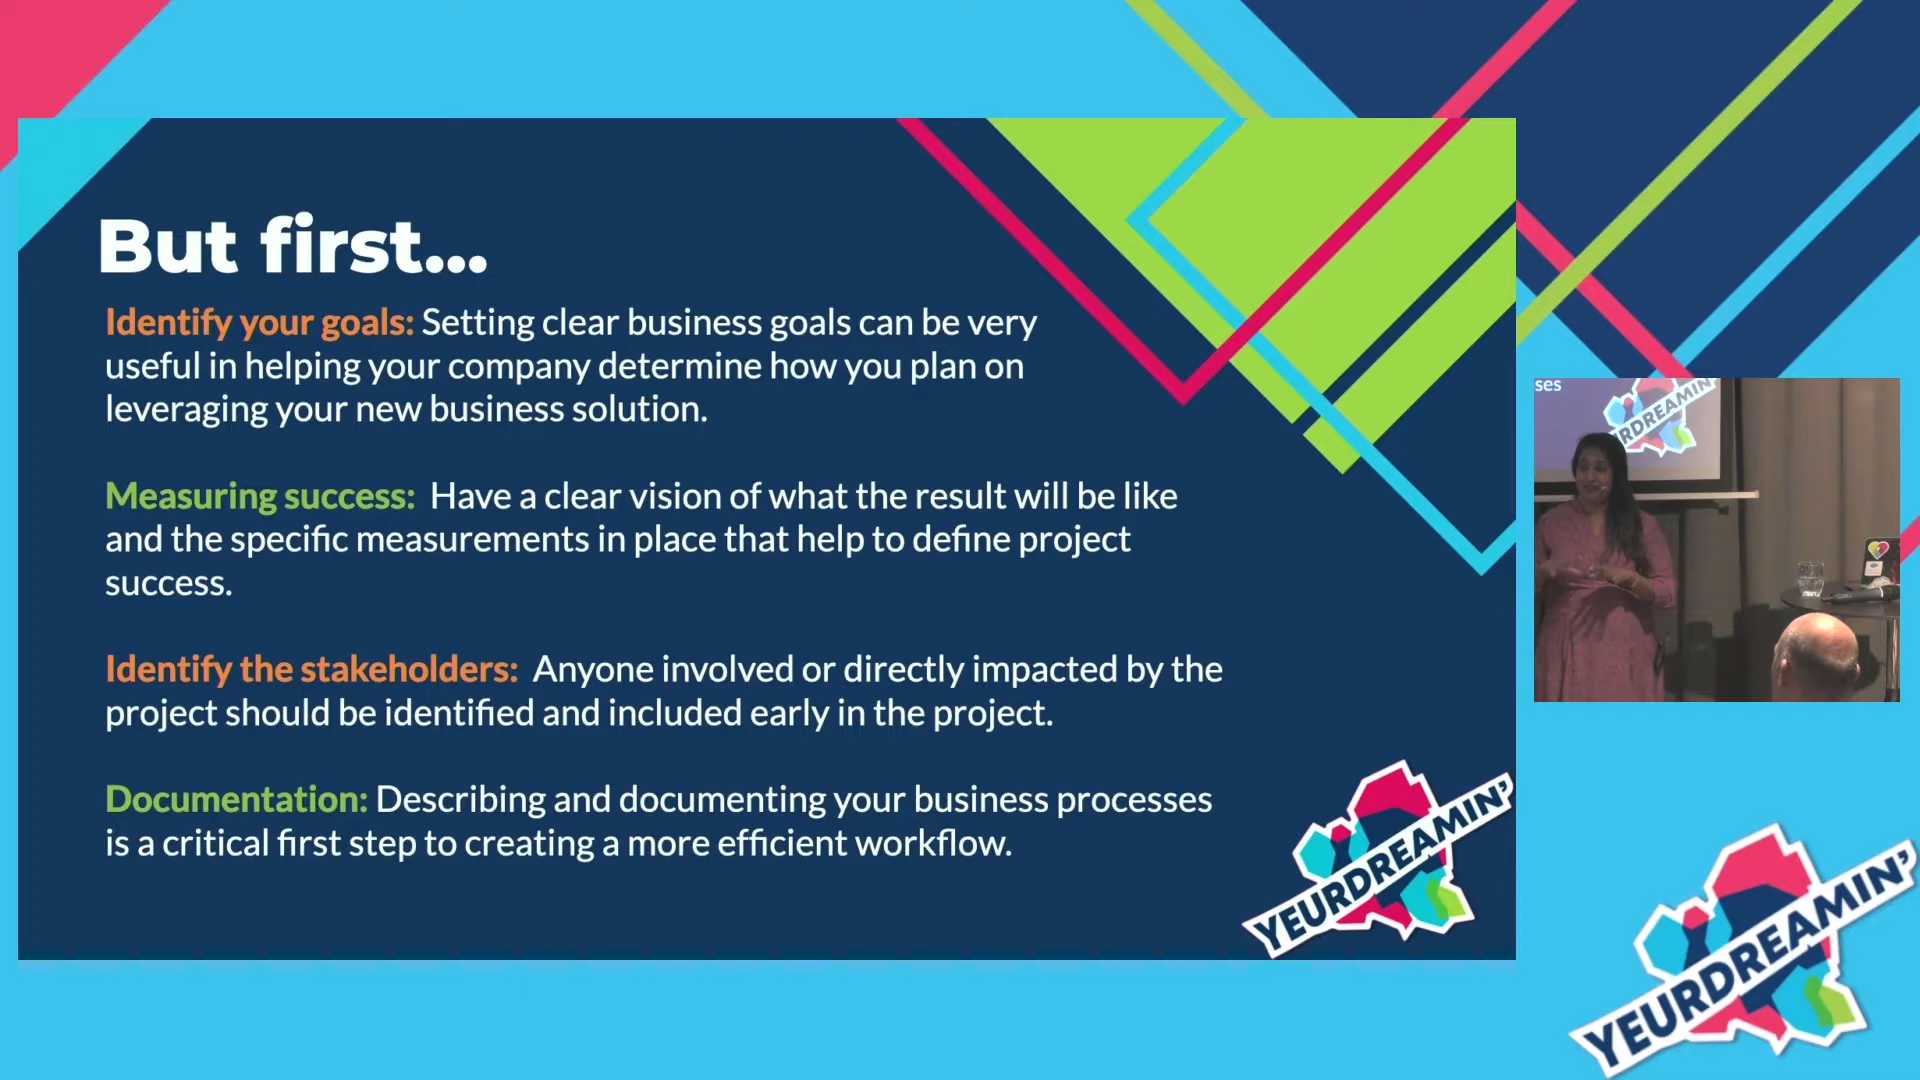 But first...
Identify your goals: Setting clear business goals can be very
useful in helping your company determine how you plan on
leveraging your new business solution.
Measuring success: Have a clear vision of what the result will be like
and the specific measurements in place that help to define project
success.
Identify the stakeholders: Anyone involved or directly impacted by the
project should be identified and included early in the project.
Documentation: Describing and documenting your business processes
is a critical first step to creating a more efficient workflow.
YEURDREAMIN'
ses
RDREAMIN
YEURDREAMIN'